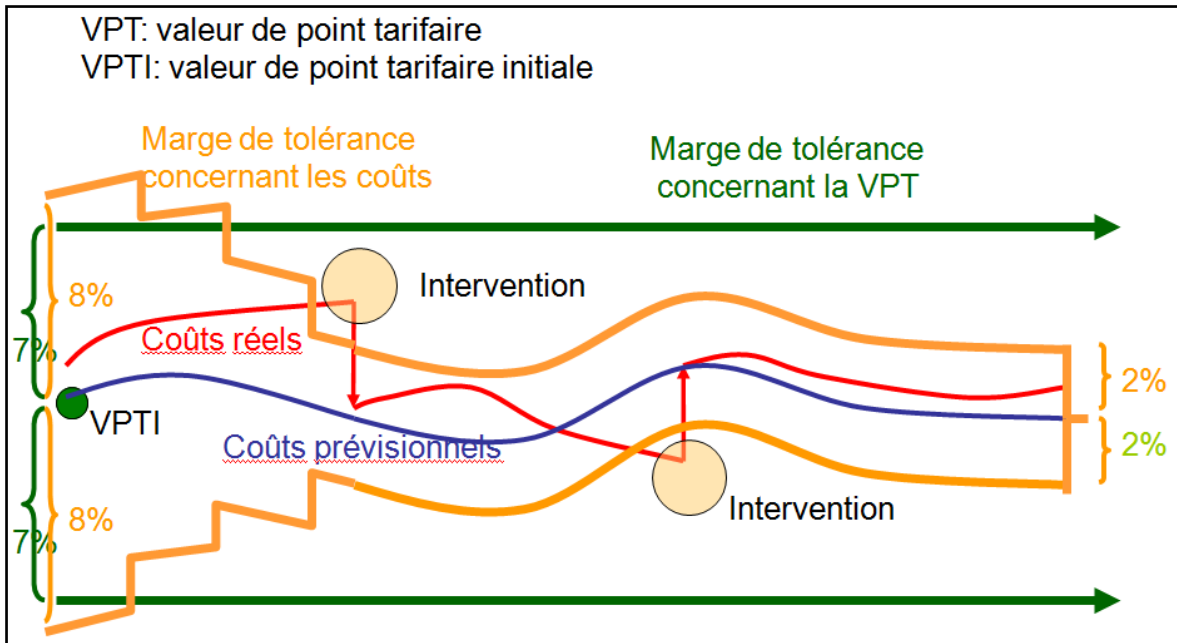 VPT: valeur de point tarifaire
VPTI: valeur de point tarifaire initiale
Marge de tolérance
concernant les coûts
Marge de tolérance
concernant la VPT
8%
Intervention
7%
Coûts réels
2%
VPTI
Coûts prévisionnels
2%
8%
Intervention
7%